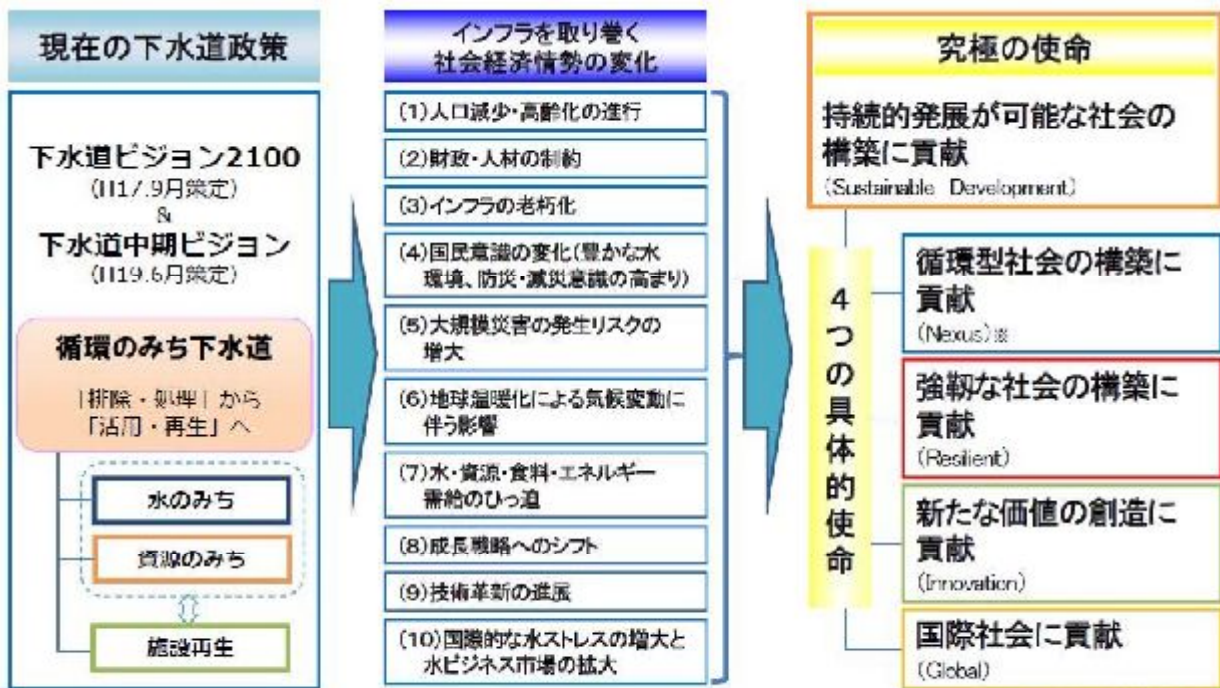 現在の下水道政策
下水道ビジョン2100
(H17.9月策定)
&
下水道中期ビジョン
(H19.6月策定)
循環のみち下水道
「排除・処理」から
「活用・再生」へ
水のみち
資源のみち
施設再生
インフラを取り巻く
社会経済情勢の変化
(1)人口減少・高齢化の進行
(2)財政・人材の制約
(3)インフラの老朽化
(4)国民意識の変化(豊かな水
環境、防災・減災意識の高まり)
(5)大規模災害の発生リスクの
増大
(6)地球温暖化による気候変動に
伴う影響
(7)水・資源・食料・エネルギー
需給のひっ迫
(8)成長戦略へのシフト
(9)技術革新の進展
(10)国際的な水ストレスの増大と
水ビジネス市場の拡大
究極の使命
持続的発展が可能な社会の
構築に貢献
(Sustainable Development)
4つの具体的使命
循環型社会の構築に
貢献
(Nexus)※
強靱な社会の構築に
貢献
(Resilient)
新たな価値の創造に
貢献
(Innovation)
国際社会に貢献
(Global)